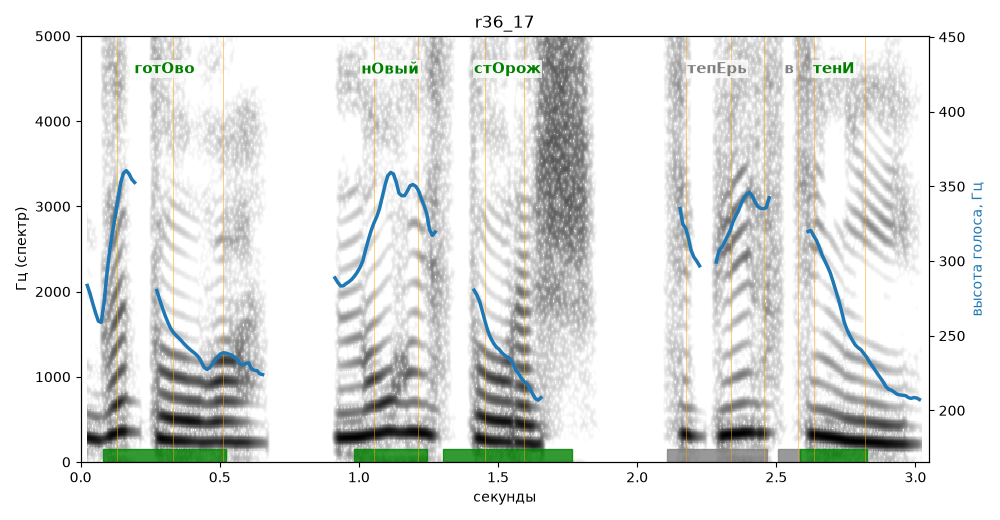 r36_17
5000
4000
3000
2000
1000
0
Гц (спектр)
готОво нОвый стОрож тепЕрь в тенИ
450
400
350
300
250
200
высота голоса, Гц
0.0 0.5 1.0 1.5 2.0 2.5 3.0
секунды